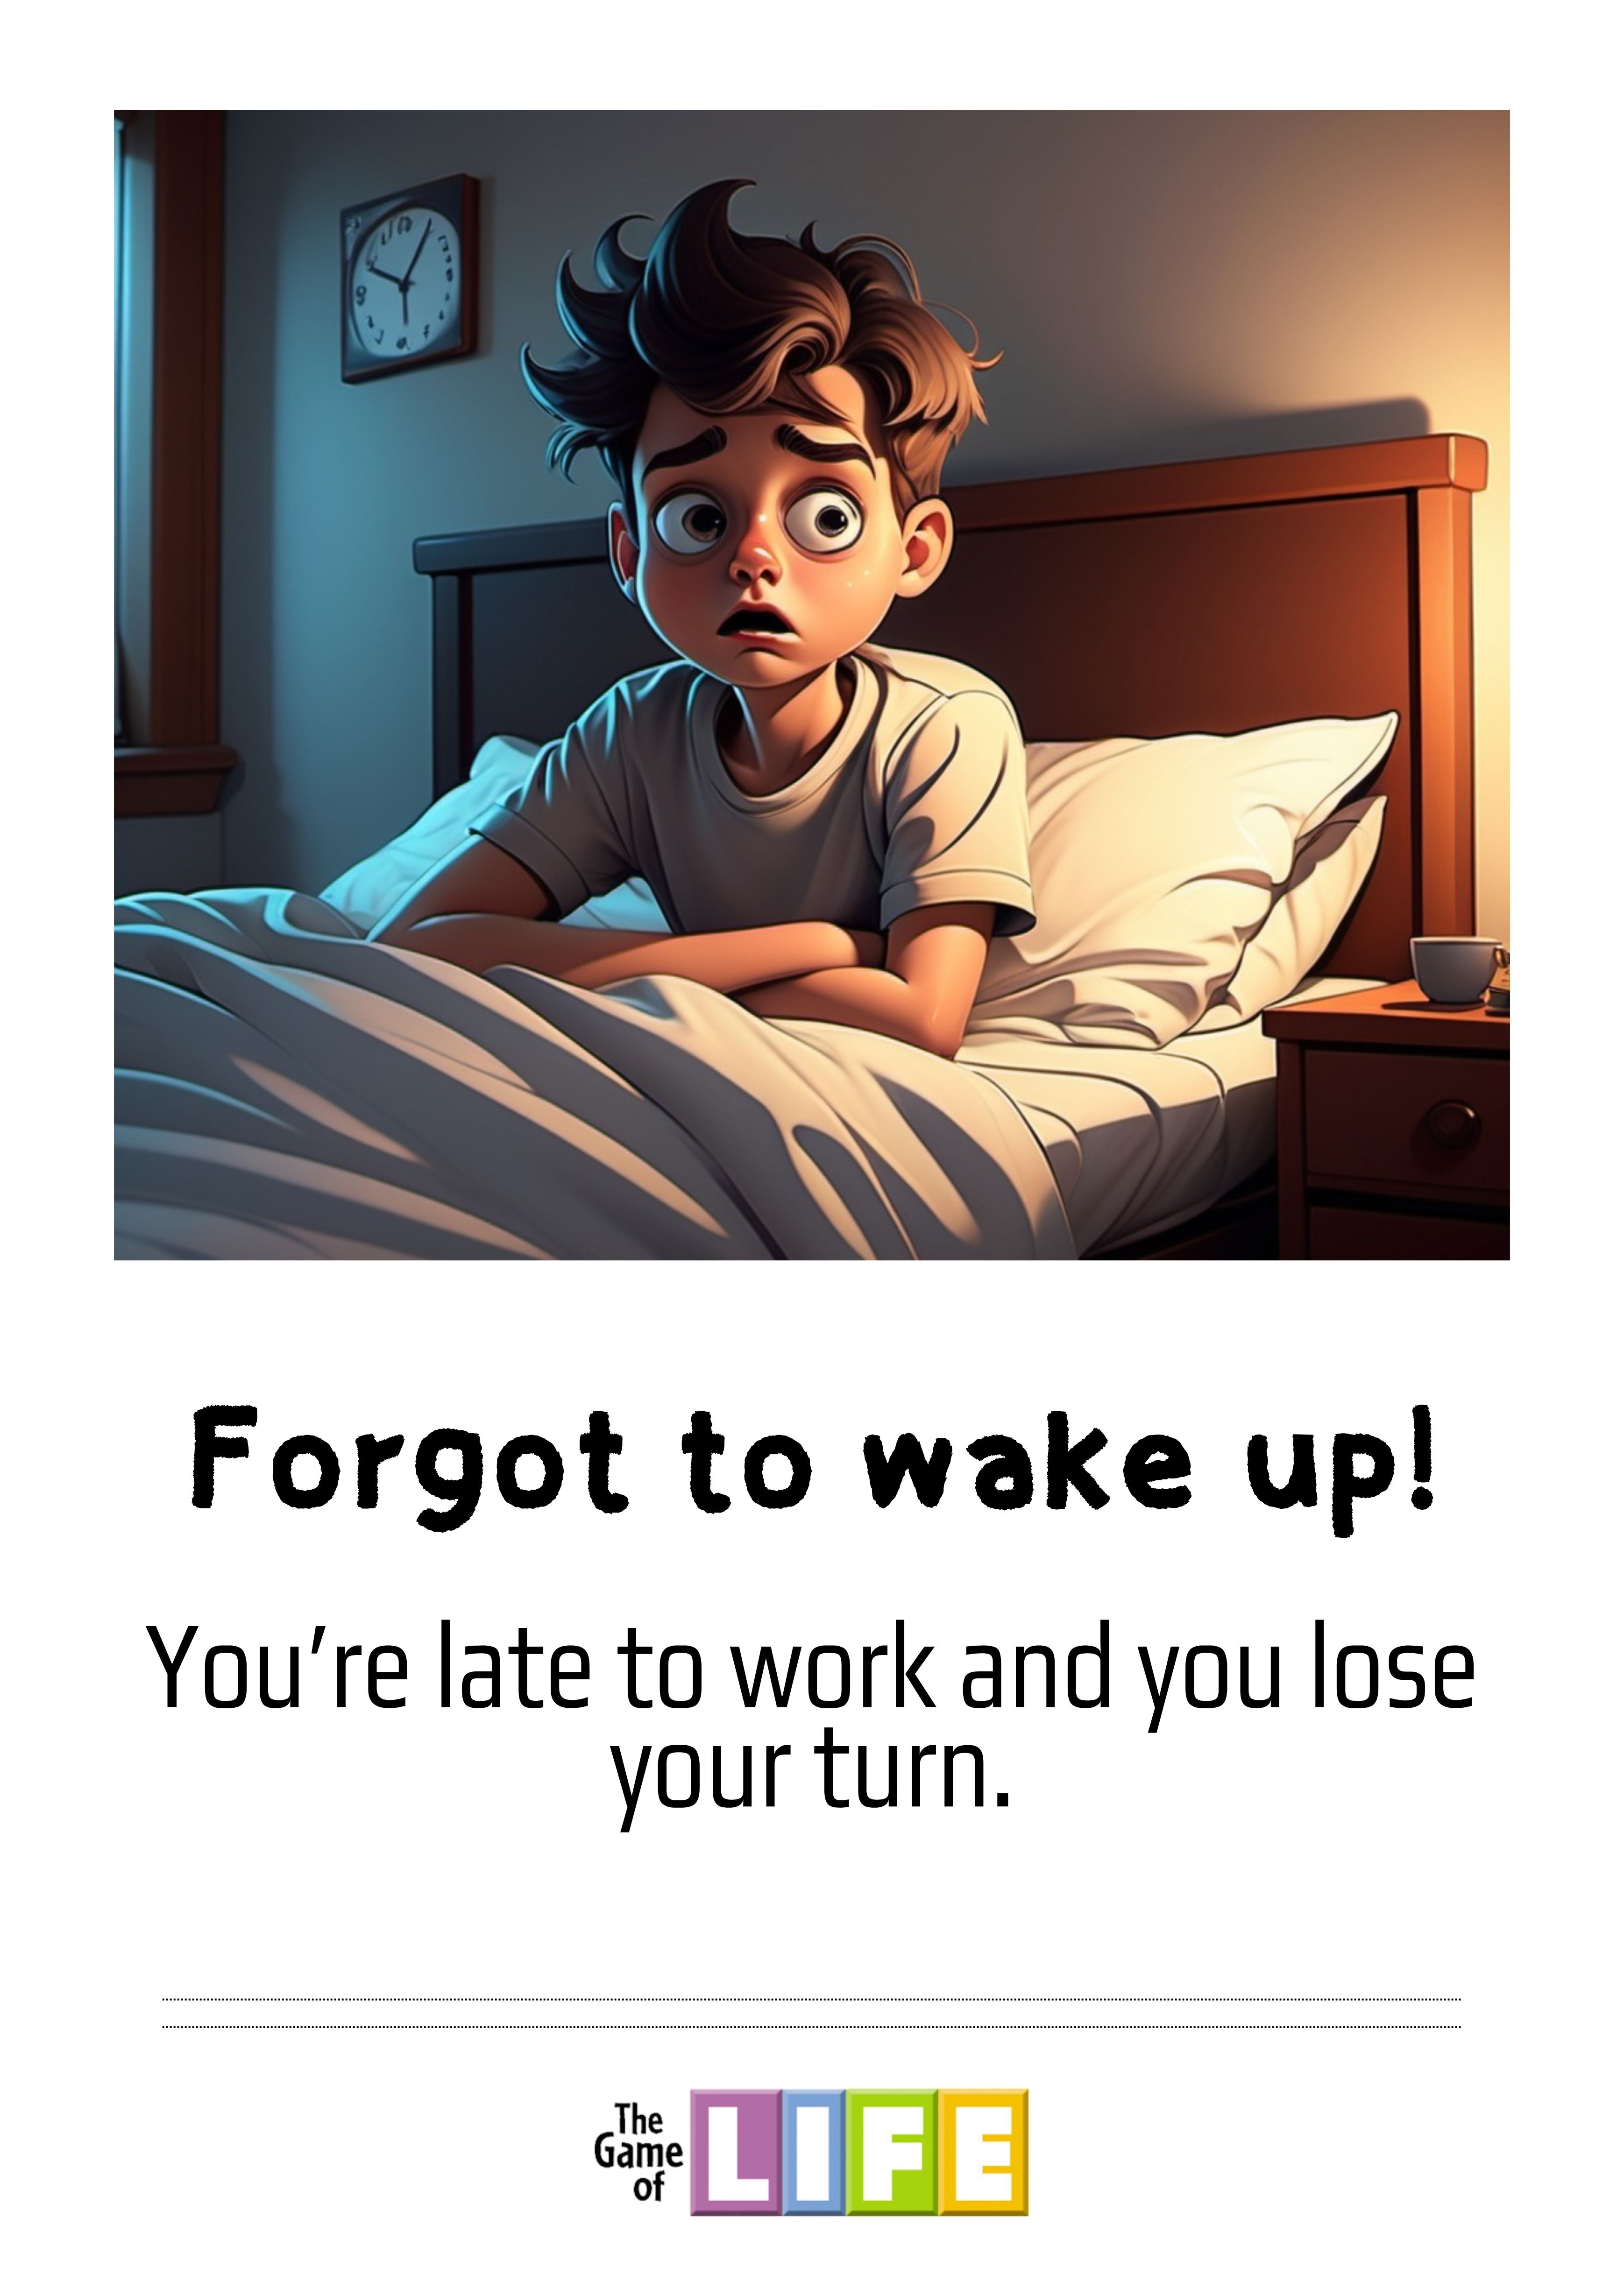 Forgot to wake up!
You’re late to work and you lose
your turn.
The
Game
of
LIFE